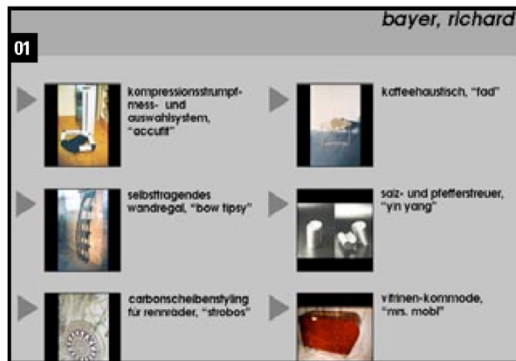 bayer, richard
01
kompressionsstrumpf-
mess- und
auswahlsystem,
"accufit"
kaffeehaustisch, "fad"
selbsttragendes
wandregal, "bow tipsy"
salz- und pfefferstreuer,
"yin yang"
carbonscheibenstyling
für rennräder, "strobos"
vitrinen-kommode,
"mrs. mobl"